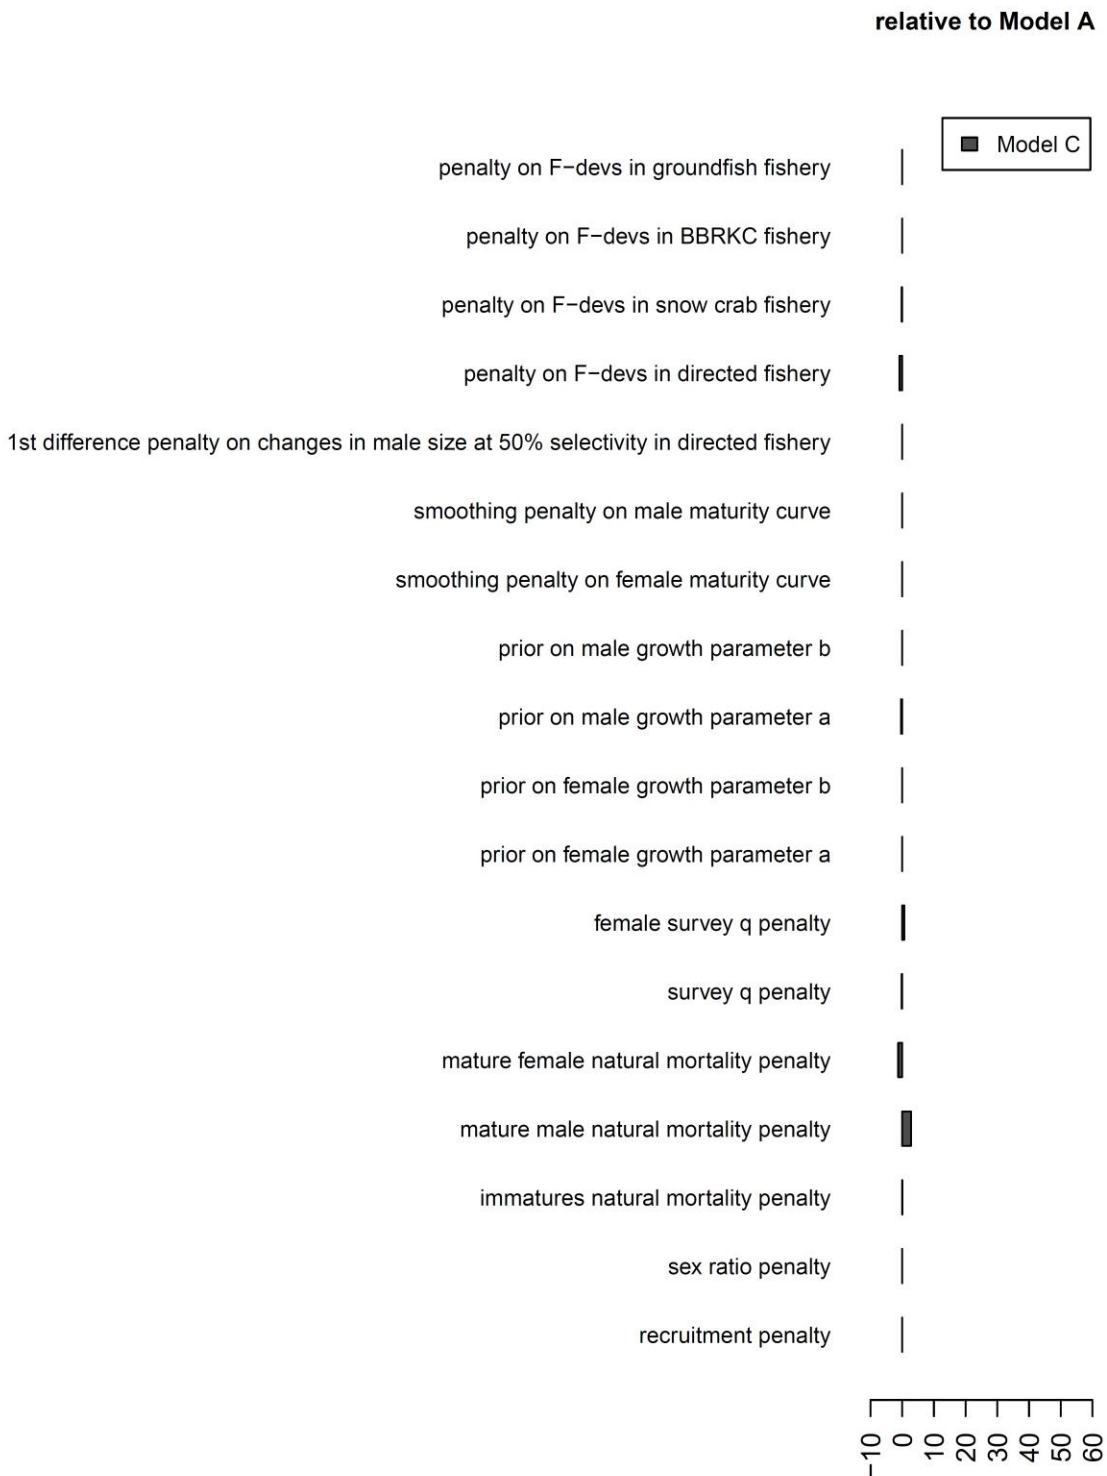 relative to Model A
Model C
penalty on F−devs in groundfish fishery
penalty on F−devs in BBRKC fishery
penalty on F−devs in snow crab fishery
penalty on F−devs in directed fishery
1st difference penalty on changes in male size at 50% selectivity in directed fishery
smoothing penalty on male maturity curve
smoothing penalty on female maturity curve
prior on male growth parameter b
prior on male growth parameter a
prior on female growth parameter b
prior on female growth parameter a
female survey q penalty
survey q penalty
mature female natural mortality penalty
mature male natural mortality penalty
immatures natural mortality penalty
sex ratio penalty
recruitment penalty
−10
0
10
20
30
40
50
60